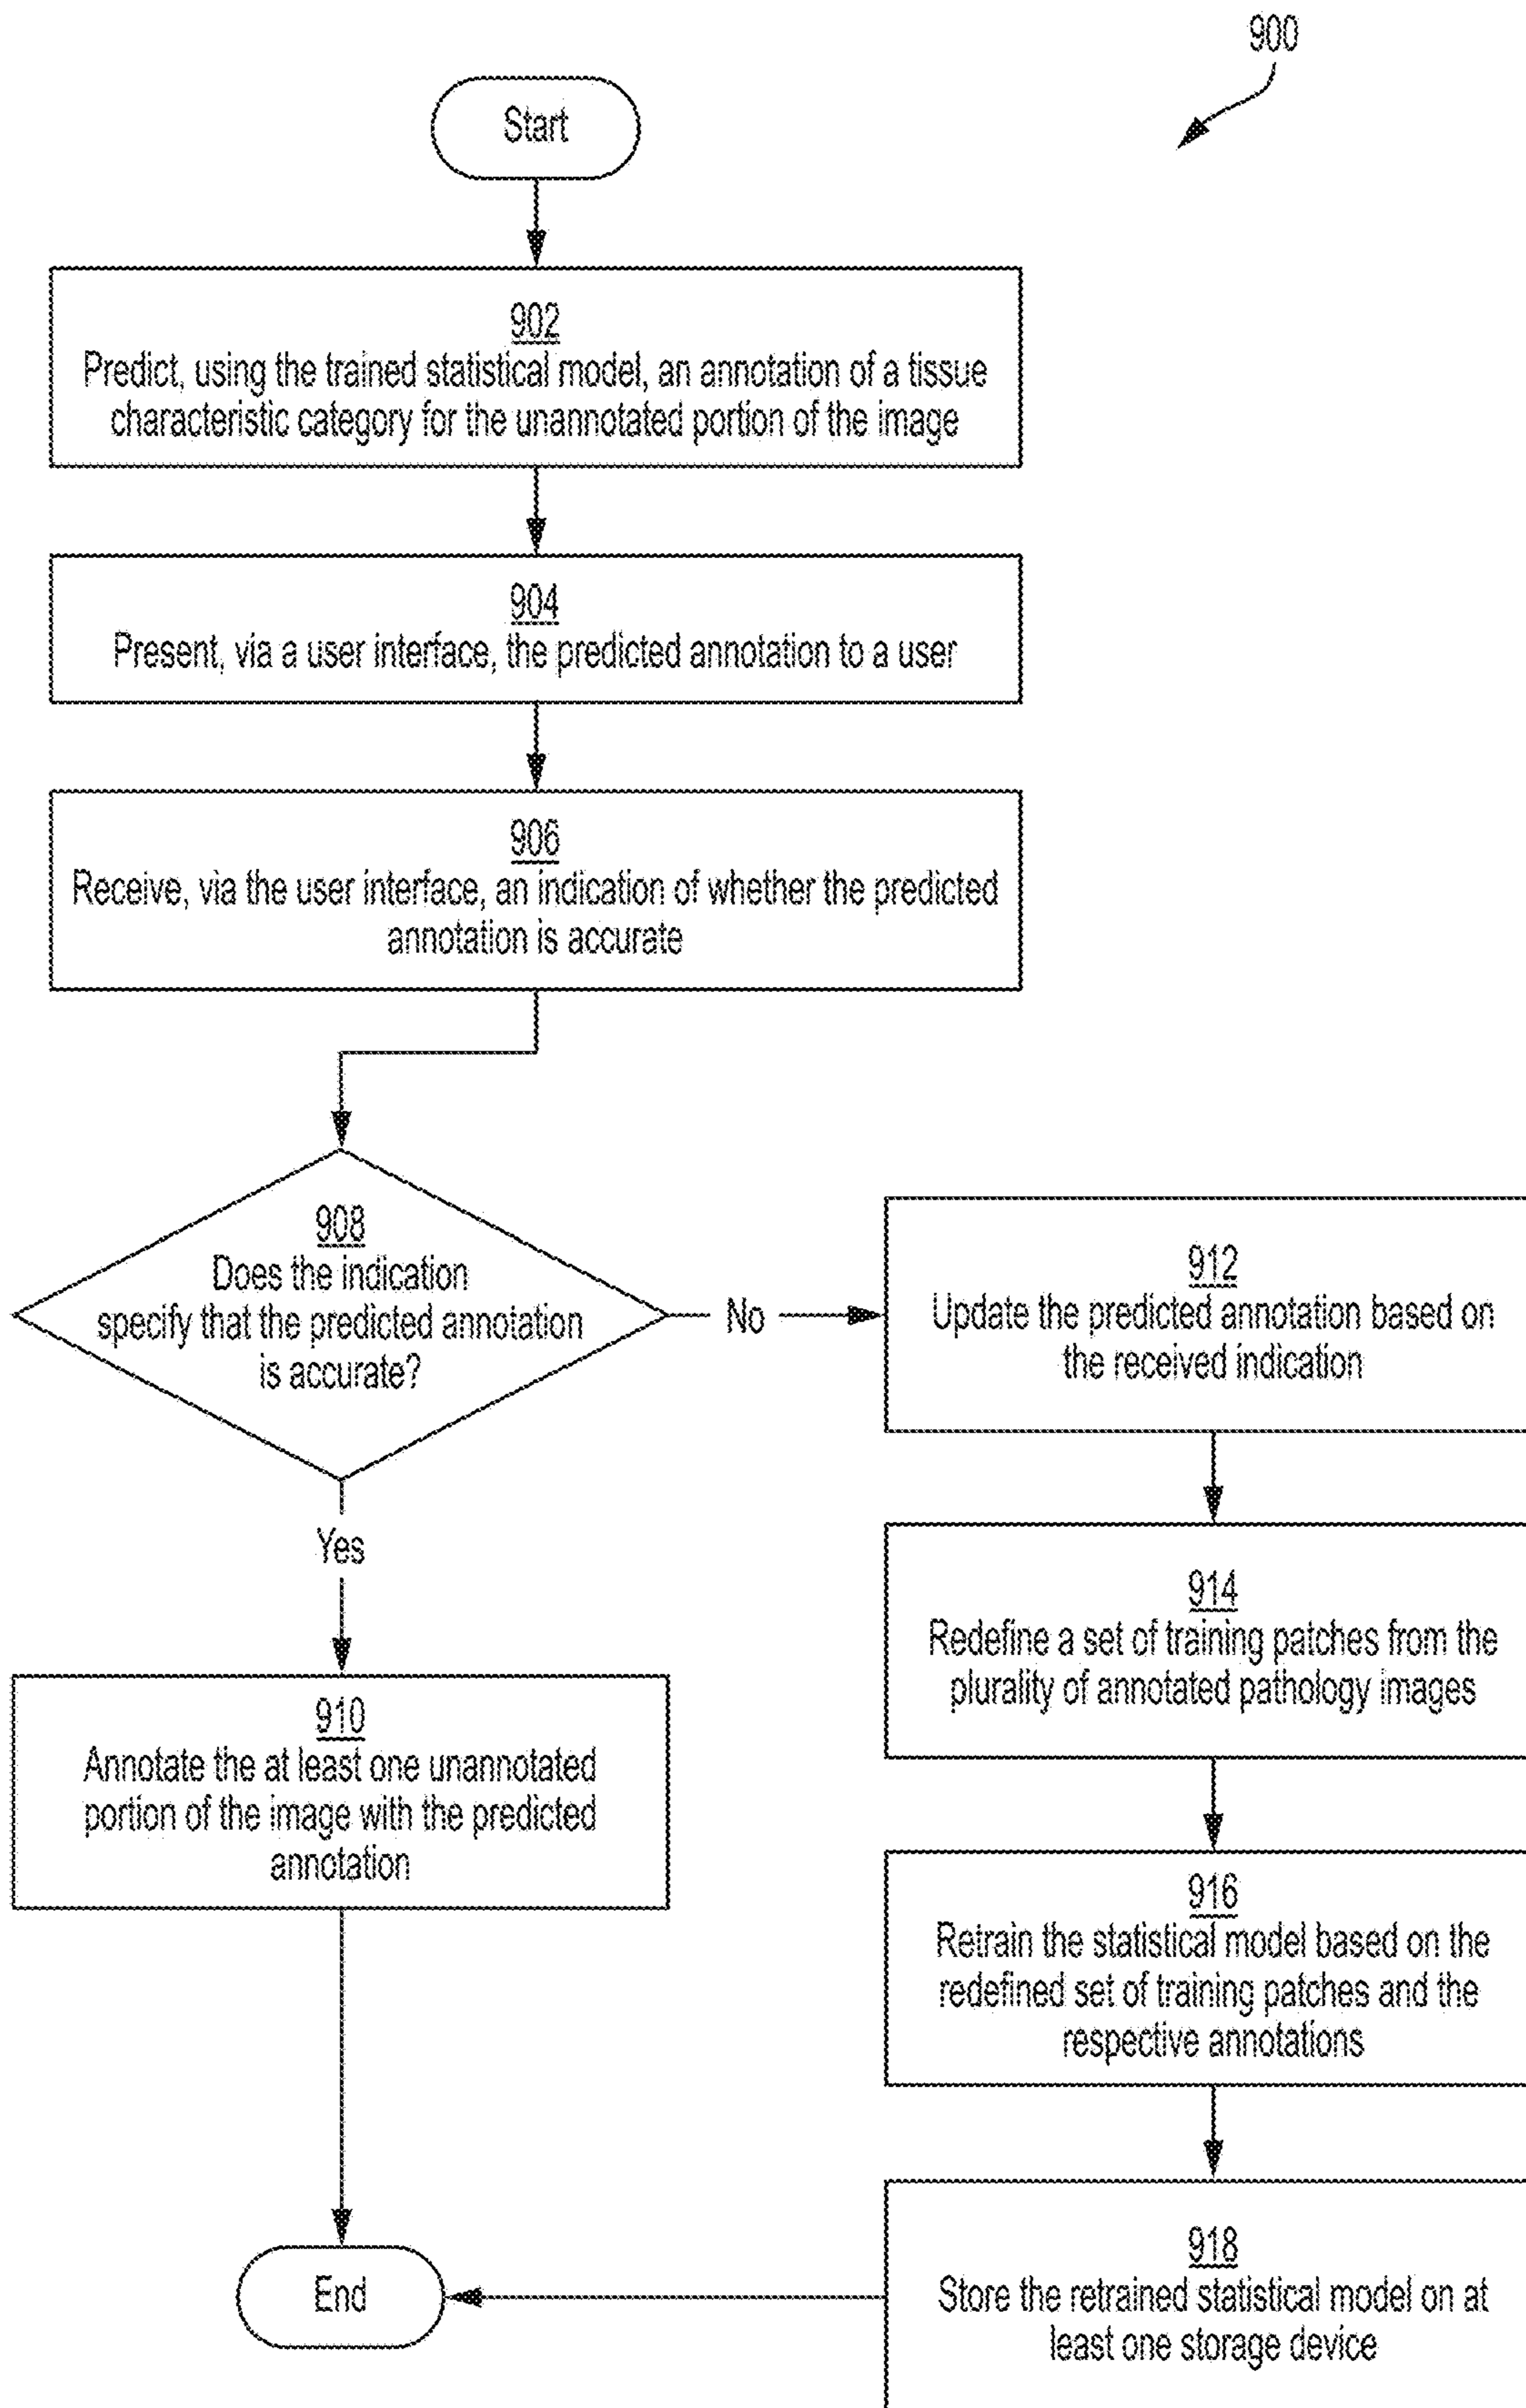 900
Start
902
Predict, using the trained statistical model, an annotation of a tissue
characteristic category for the unannotated portion of the image
904
Present, via a user interface, the predicted annotation to a user
906
Receive, via the user interface, an indication of whether the predicted
annotation is accurate
908
Does the indication
specify that the predicted annotation
is accurate?
No
Yes
910
Annotate the at least one unannotated
portion of the image with the predicted
annotation
912
Update the predicted annotation based on
the received indication
914
Redefine a set of training patches from the
plurality of annotated pathology images
916
Retrain the statistical model based on the
redefined set of training patches and the
respective annotations
918
Store the retrained statistical model on at
least one storage device
End